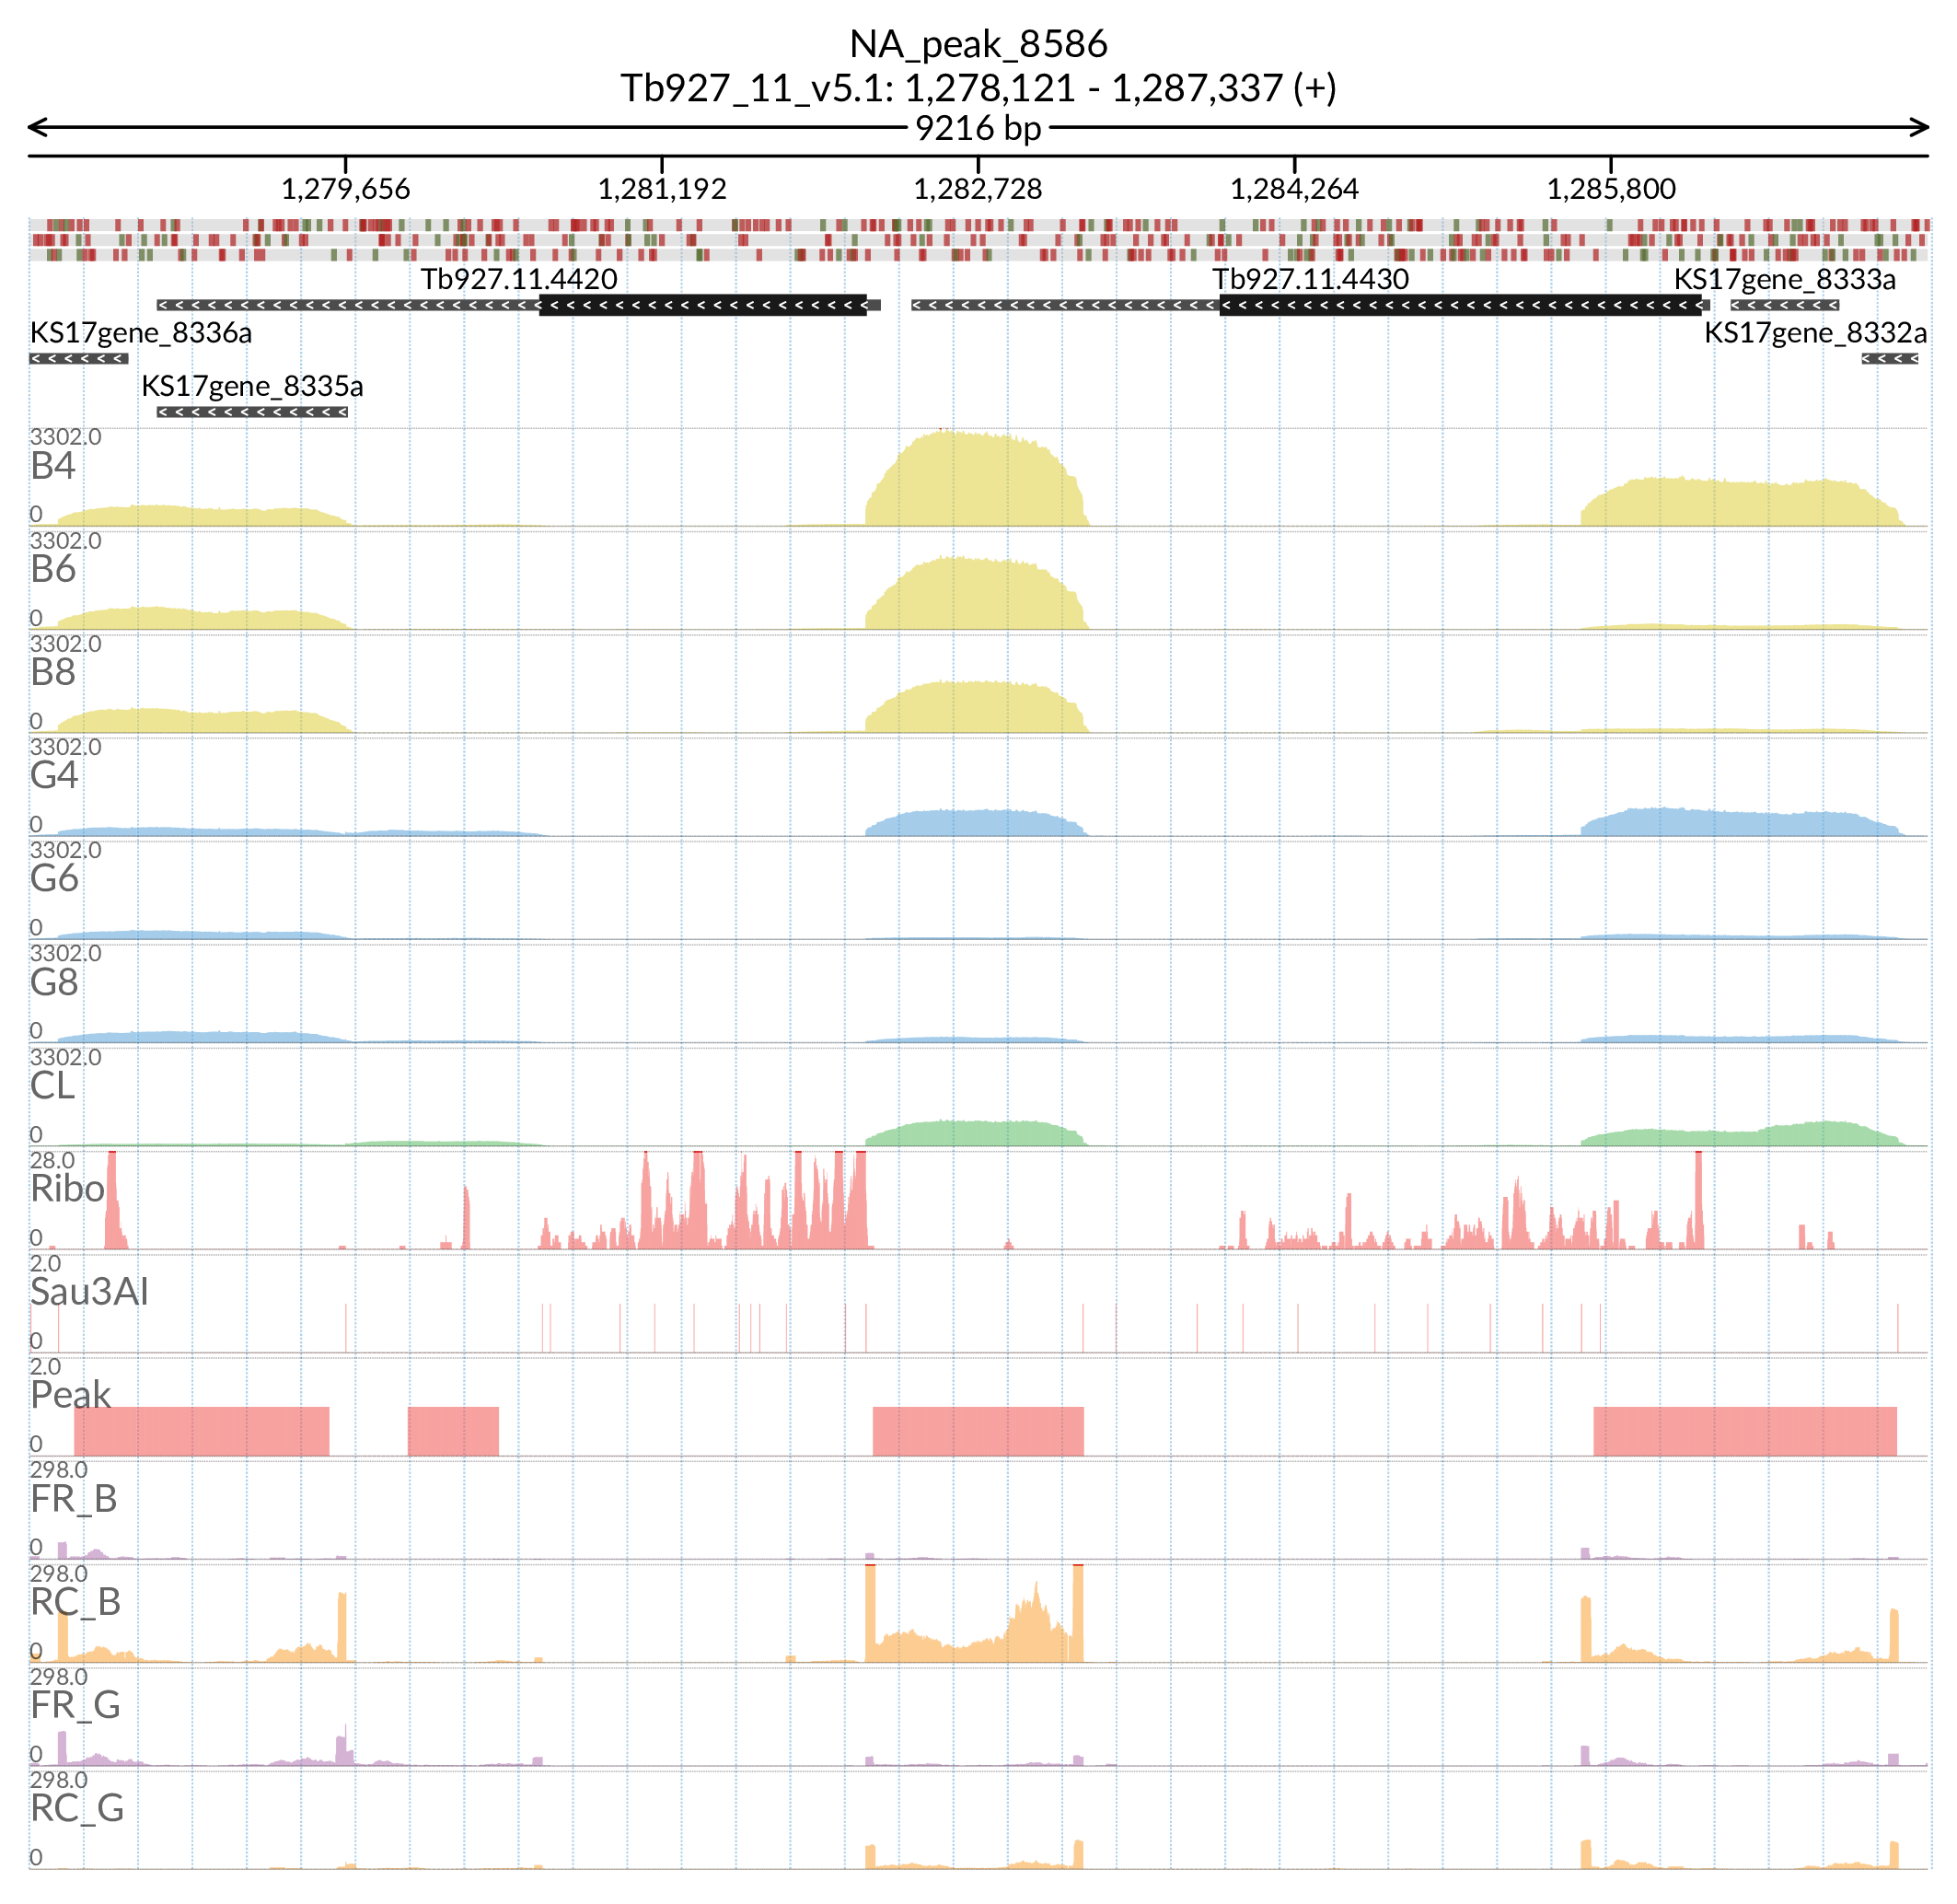 NA_peak_8586
Tb927_11_v5.1: 1,278,121 - 1,287,337 (+)
9216 bp
1,279,656 1,281,192 1,282,728 1,284,264 1,285,800
Tb927.11.4420 Tb927.11.4430 KS17gene_8333a
KS17gene_8336a KS17gene_8332a
KS17gene_8335a
3302.0
B4
0
3302.0
B6
0
3302.0
B8
0
3302.0
G4
0
3302.0
G6
0
3302.0
G8
0
3302.0
CL
0
28.0
Ribo
0
2.0
Sau3AI
0
2.0
Peak
0
298.0
FR_B
0
298.0
RC_B
0
298.0
FR_G
0
298.0
RC_G
0